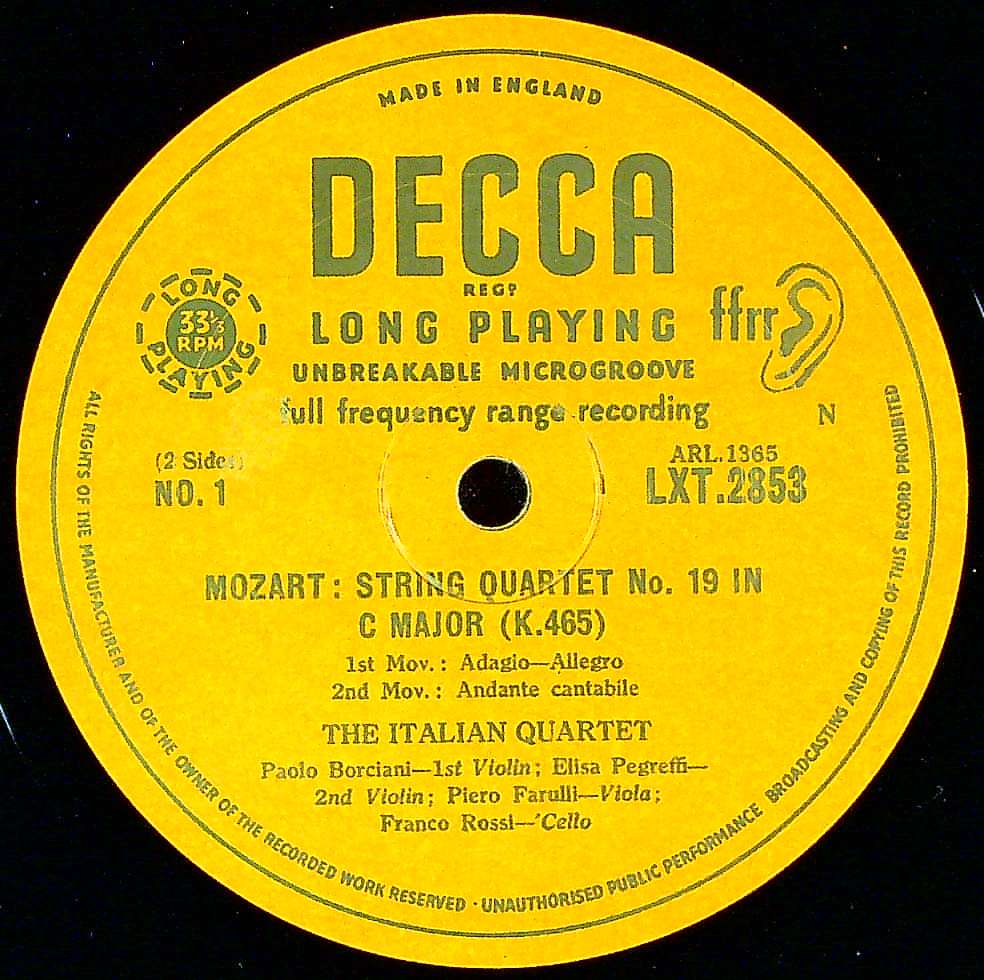 MADE IN ENGLAND
DECCA
REGD
LONG PLAYING
33⅓
RPM
LONG PLAYING
ffrr
UNBREAKABLE MICROGROOVE
full frequency range recording
N
(2 Sides)
NO. 1
ARL.1365
LXT.2853
MOZART: STRING QUARTET No. 19 IN
C MAJOR (K.465)
1st Mov.: Adagio—Allegro
2nd Mov.: Andante cantabile
THE ITALIAN QUARTET
Paolo Borciani—1st Violin; Elisa Pegreffi—
2nd Violin; Piero Farulli—Viola;
Franco Rossi—'Cello
ALL RIGHTS OF THE MANUFACTURER AND OF THE OWNER OF THE RECORDED WORK RESERVED · UNAUTHORISED PUBLIC PERFORMANCE BROADCASTING AND COPYING OF THIS RECORD PROHIBITED